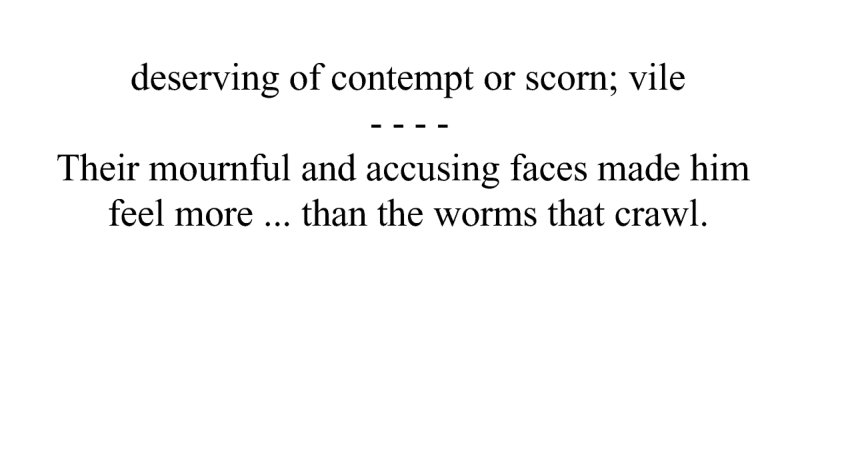 deserving of contempt or scorn; vile
- - - -
Their mournful and accusing faces made him
feel more ... than the worms that crawl.